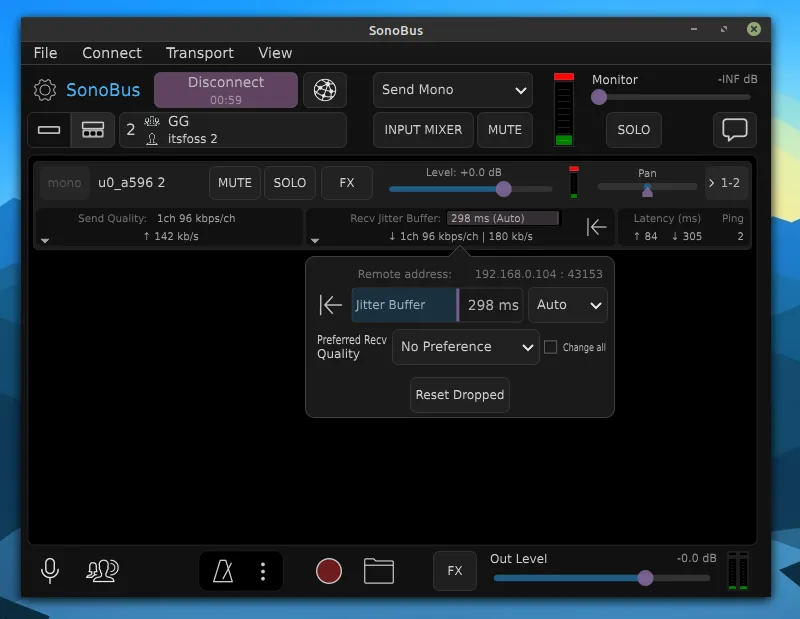 SonoBus
File Connect Transport View
SonoBus
Disconnect
00:59
Send Mono
Monitor
-INF dB
2
GG
itsfoss 2
INPUT MIXER
MUTE
SOLO
mono
u0_a596 2
MUTE
SOLO
FX
Level: +0.0 dB
Pan
1-2
Send Quality: 1ch 96 kbps/ch
↑ 142 kb/s
Recv Jitter Buffer: 298 ms (Auto)
↓ 1ch 96 kbps/ch | 180 kb/s
Latency (ms) Ping
↑ 84 ↓ 305 2
Remote address: 192.168.0.104 : 43153
Jitter Buffer 298 ms
Auto
Preferred Recv
Quality
No Preference
Change all
Reset Dropped
FX
Out Level
-0.0 dB